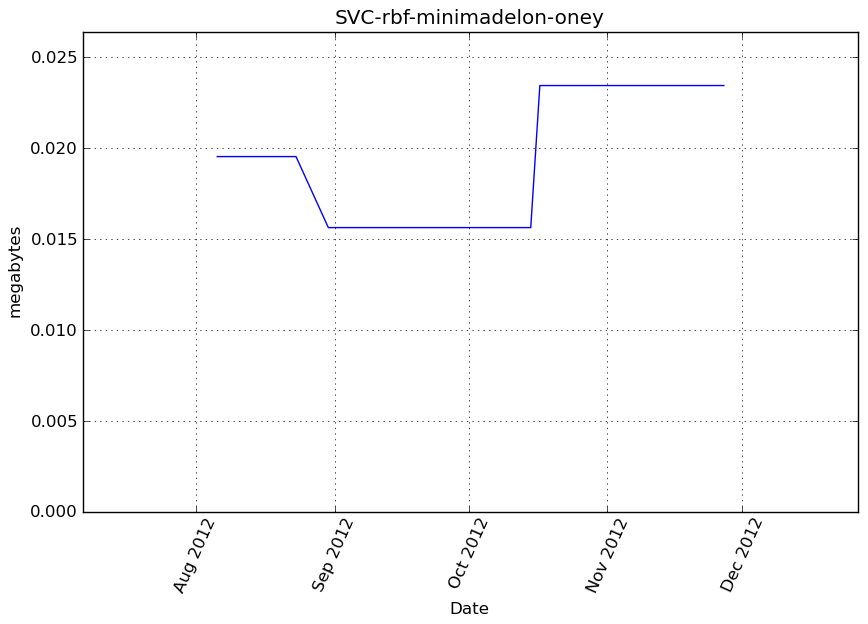 SVC-rbf-minimadelon-oney
0.025
0.020
0.015
0.010
0.005
0.000
megabytes
Aug 2012
Sep 2012
Oct 2012
Nov 2012
Dec 2012
Date